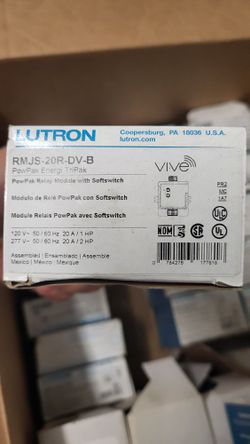 LUTRON
Coopersburg, PA 18036 U.S.A.
lutron.com
RMJS-20R-DV-B
PowPak Energi TriPak
PowPak Relay Module with Softswitch
Módulo de Relé PowPak con Softswitch
Module Relais PowPak avec Softswitch
120 V~ 50 / 60 Hz 20 A / 1 HP
277 V~ 50 / 60 Hz 20 A / 2 HP
Assembled | Ensamblado | Assemblé
Mexico | México | Mexique
vive
NOM
UL